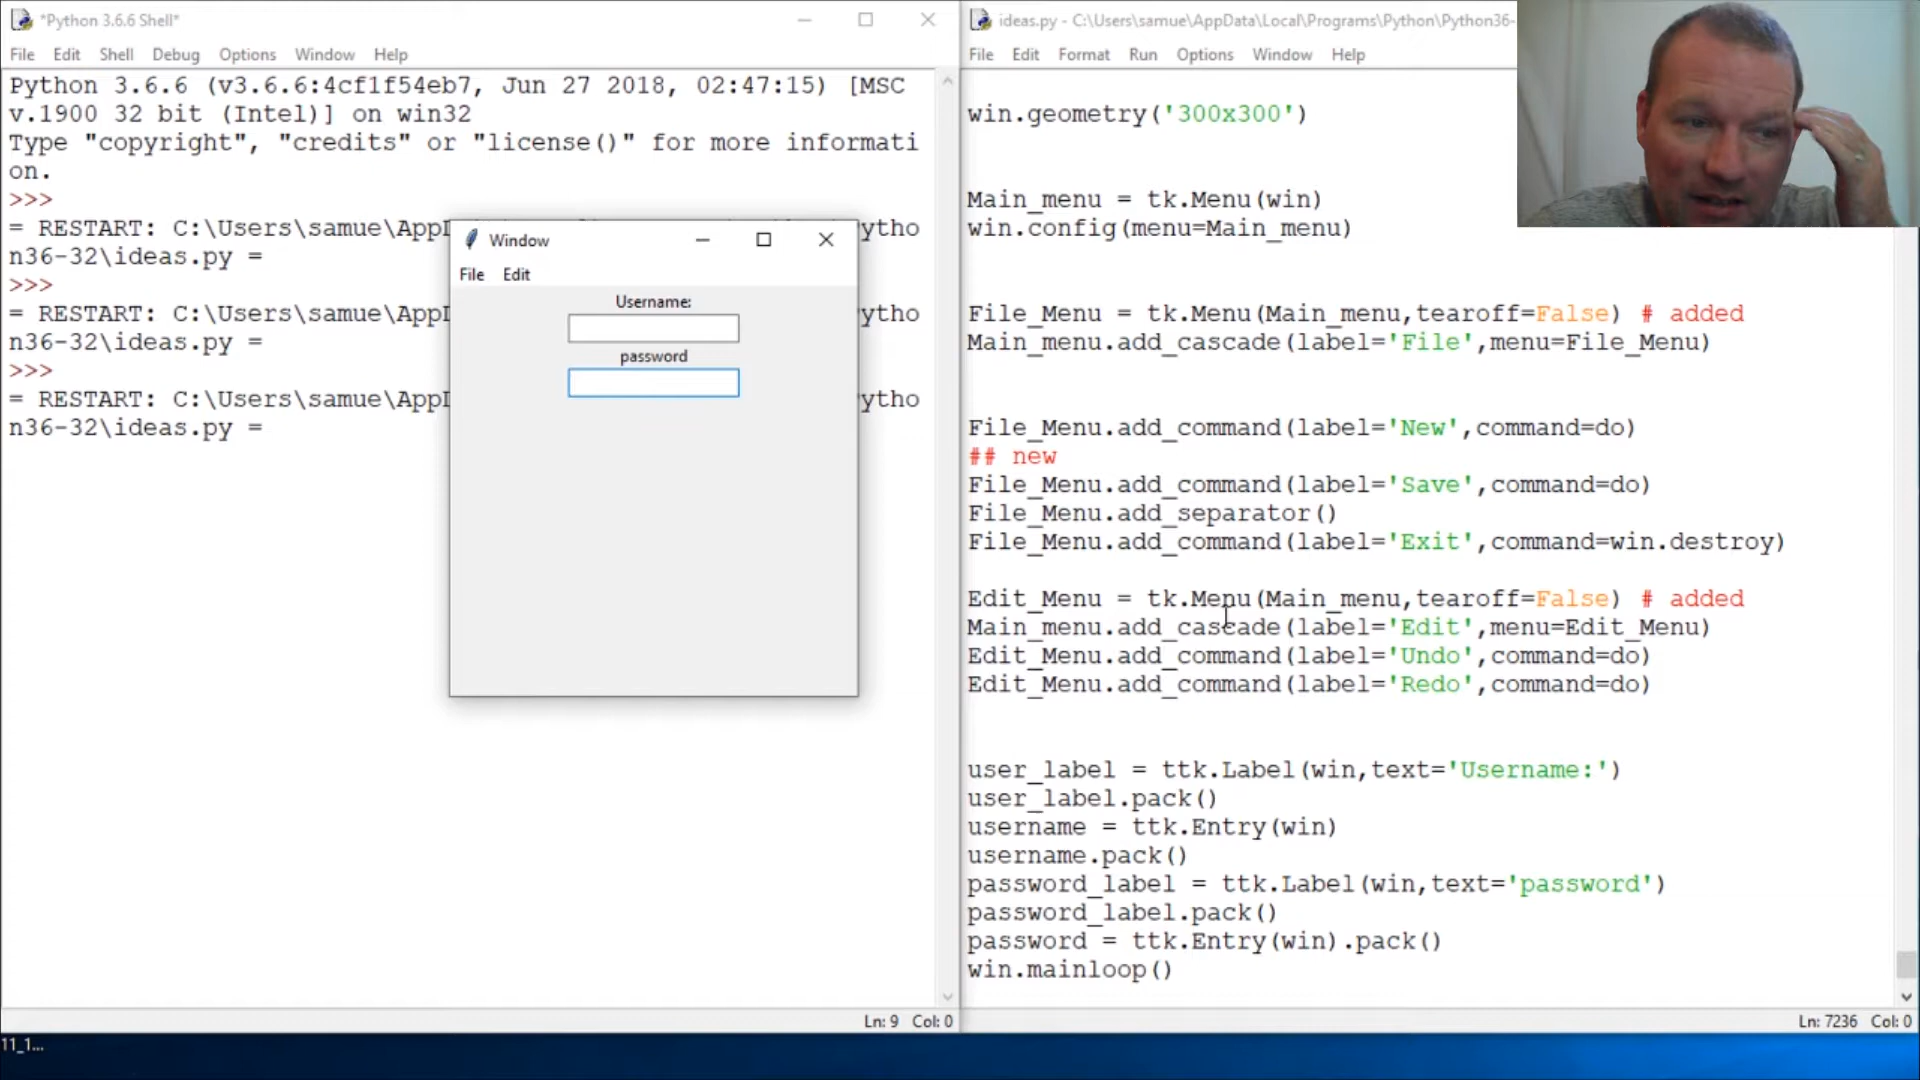 *Python 3.6.6 Shell*
File Edit Shell Debug Options Window Help
Python 3.6.6 (v3.6.6:4cf1f54eb7, Jun 27 2018, 02:47:15) [MSC
v.1900 32 bit (Intel)] on win32
Type "copyright", "credits" or "license()" for more informati
on.
>>>
= RESTART: C:\Users\samue\AppD ytho
n36-32\ideas.py =
>>>
= RESTART: C:\Users\samue\AppD ytho
n36-32\ideas.py =
>>>
= RESTART: C:\Users\samue\AppD ytho
n36-32\ideas.py =
Ln: 9 Col: 0
Window
File Edit
Username:
password
ideas.py - C:\Users\samue\AppData\Local\Programs\Python\Python36-
File Edit Format Run Options Window Help
win.geometry('300x300')
Main_menu = tk.Menu(win)
win.config(menu=Main_menu)
File_Menu = tk.Menu(Main_menu,tearoff=False) # added
Main_menu.add_cascade(label='File',menu=File_Menu)
File_Menu.add_command(label='New',command=do)
## new
File_Menu.add_command(label='Save',command=do)
File_Menu.add_separator()
File_Menu.add_command(label='Exit',command=win.destroy)
Edit_Menu = tk.Menu(Main_menu,tearoff=False) # added
Main_menu.add_cascade(label='Edit',menu=Edit_Menu)
Edit_Menu.add_command(label='Undo',command=do)
Edit_Menu.add_command(label='Redo',command=do)
user_label = ttk.Label(win,text='Username:')
user_label.pack()
username = ttk.Entry(win)
username.pack()
password_label = ttk.Label(win,text='password')
password_label.pack()
password = ttk.Entry(win).pack()
win.mainloop()
Ln: 7236 Col: 0
11_1...